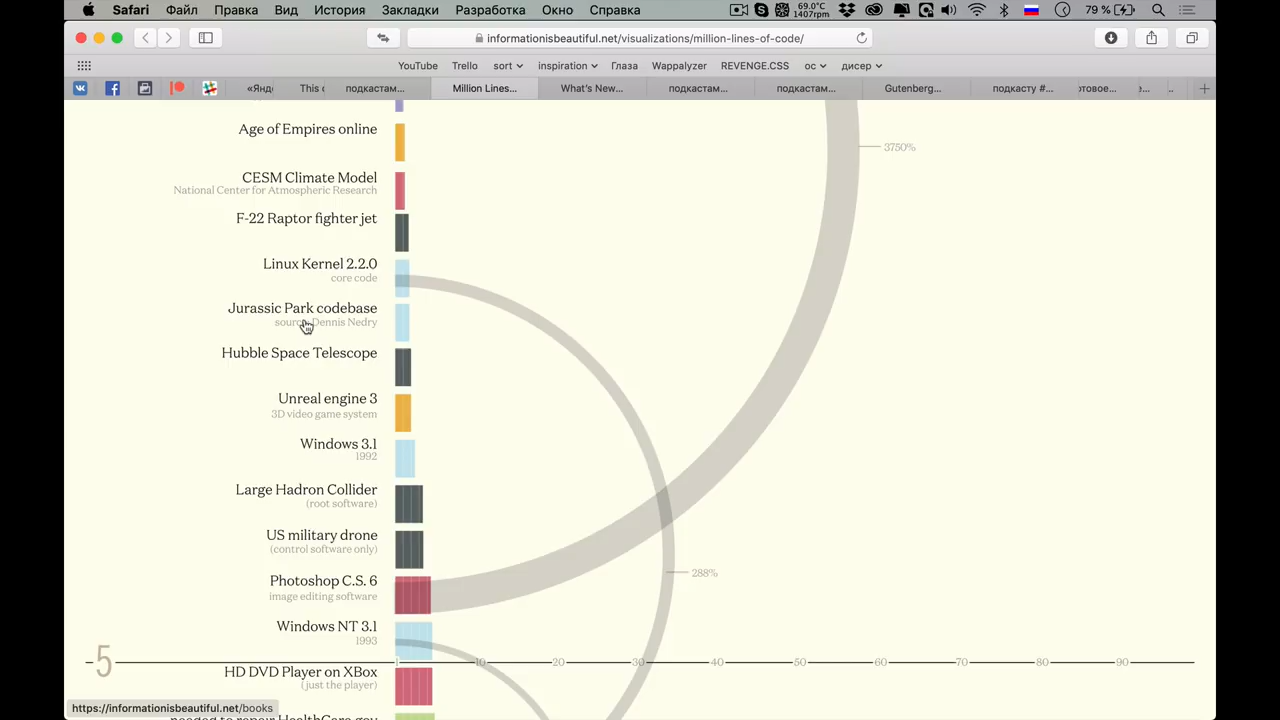 Safari Файл Правка Вид История Закладки Разработка Окно Справка 69.0°C 1407rpm 79 %
informationisbeautiful.net/visualizations/million-lines-of-code/
YouTube Trello sort inspiration Глаза Wappalyzer REVENGE.CSS ос дисер
«Янд This c подкастам... Million Lines... What's New... подкастам... подкастам... Gutenberg... подкасту #... отовое...
Age of Empires online
3750%
CESM Climate Model
National Center for Atmospheric Research
F-22 Raptor fighter jet
Linux Kernel 2.2.0
core code
Jurassic Park codebase
source Dennis Nedry
Hubble Space Telescope
Unreal engine 3
3D video game system
Windows 3.1
1992
Large Hadron Collider
(root software)
US military drone
(control software only)
288%
Photoshop C.S. 6
image editing software
Windows NT 3.1
1993
5 1 10 20 30 40 50 60 70 80 90
HD DVD Player on XBox
(just the player)
https://informationisbeautiful.net/books
needed to repair HealthCare.gov